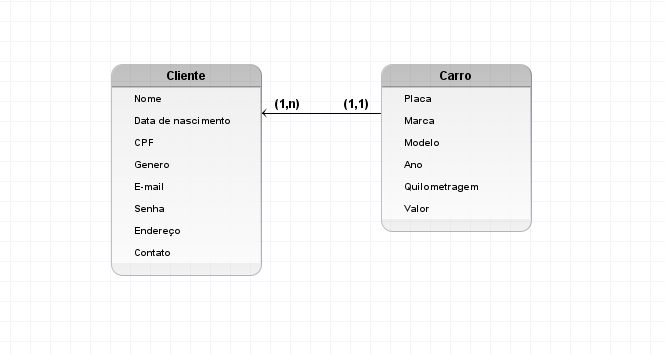 Cliente
Nome
Data de nascimento
CPF
Genero
E-mail
Senha
Endereço
Contato
(1,n)
(1,1)
Carro
Placa
Marca
Modelo
Ano
Quilometragem
Valor